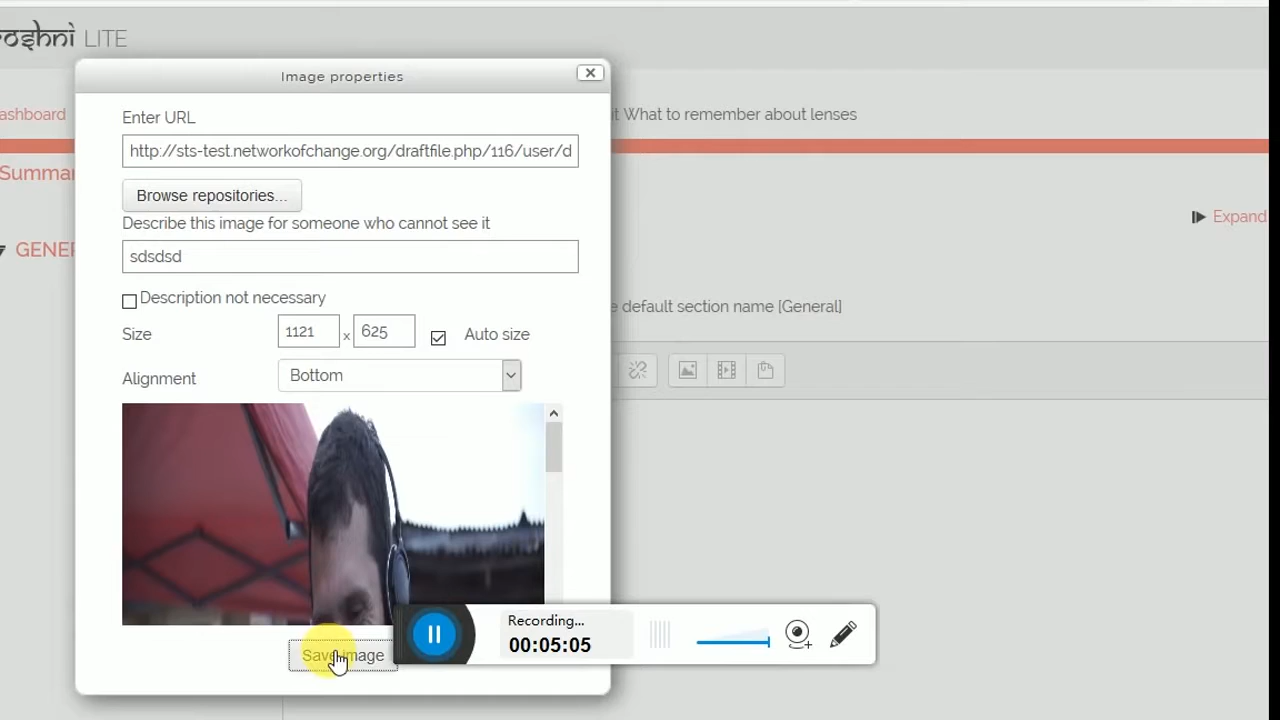 oshni LITE
Image properties
ashboard
it What to remember about lenses
Enter URL
http://sts-test.networkofchange.org/draftfile.php/116/user/d
Summar
Browse repositories...
Describe this image for someone who cannot see it
Expand
sdsdsd
GENER
Description not necessary
e default section name [General]
Size
1121 x 625
Auto size
Alignment
Bottom
Recording...
00:05:05
Save image